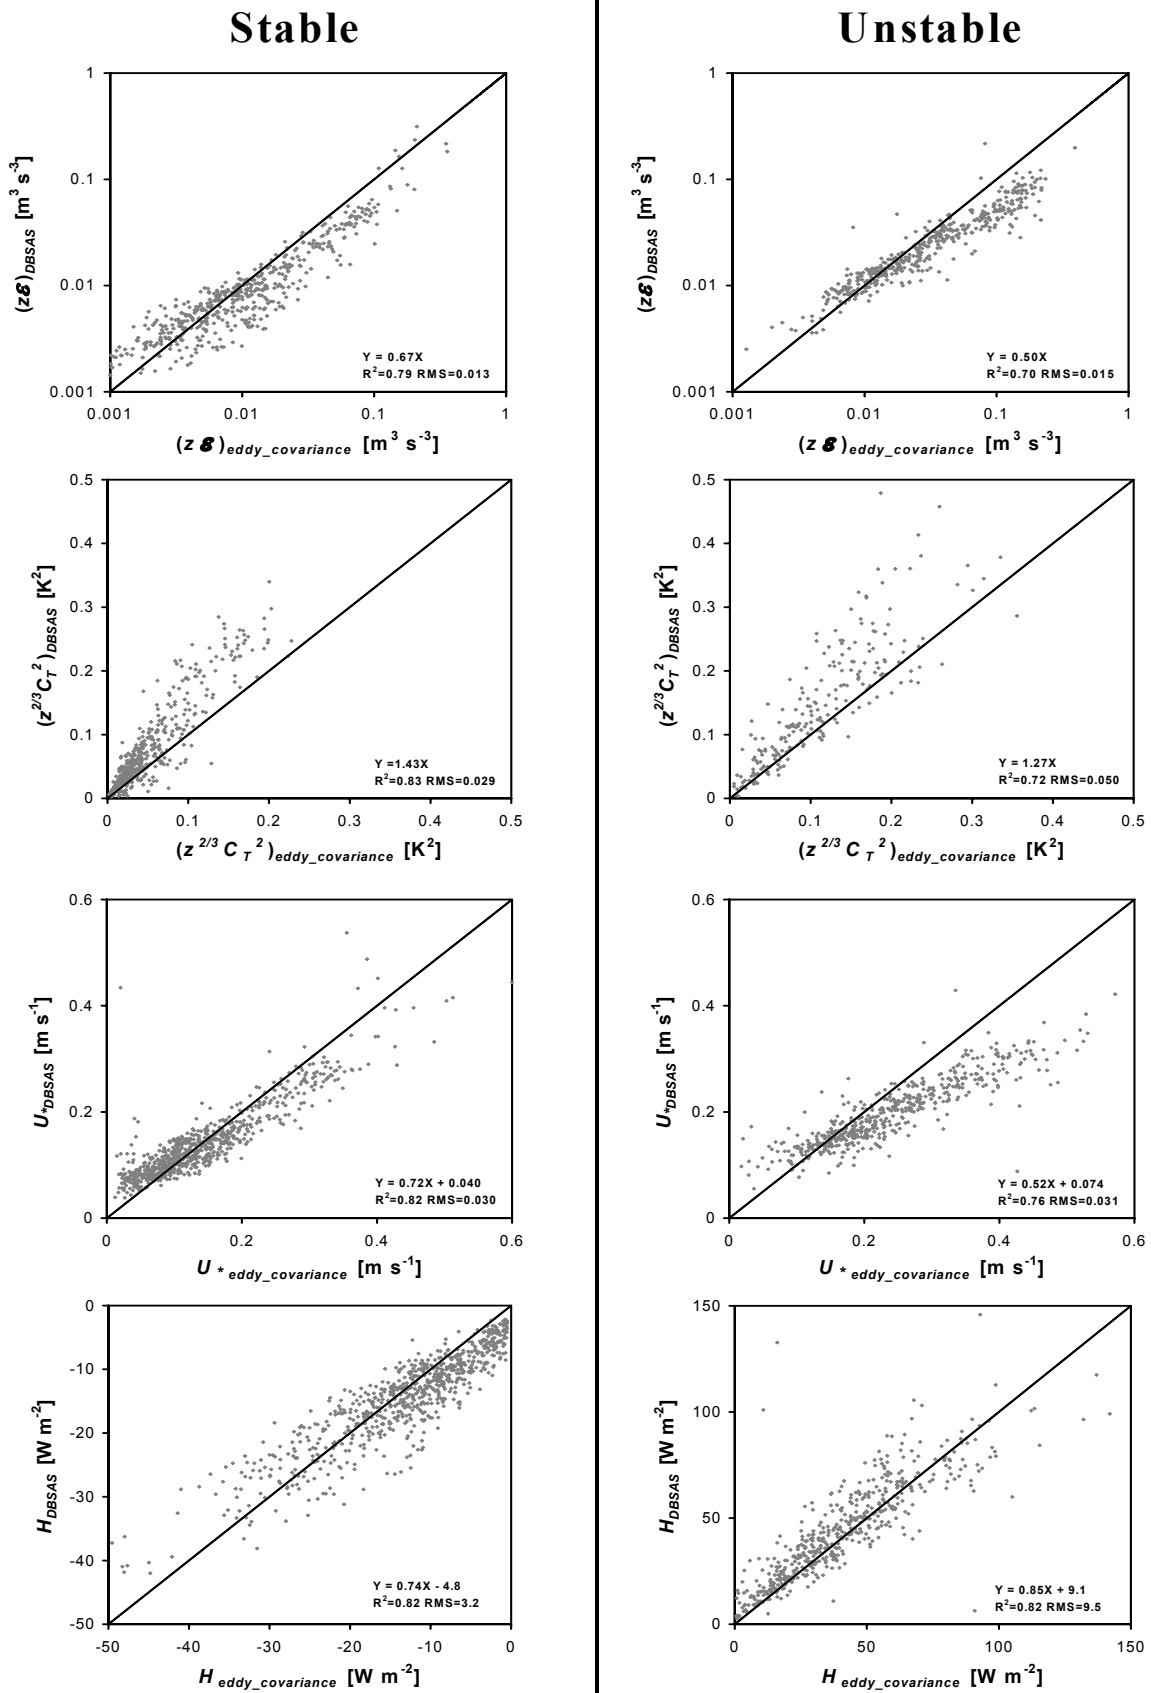 Stable
Unstable
1
0.1
0.01
0.001
(zε)DBSAS [m³ s⁻³]
Y = 0.67X
R²=0.79 RMS=0.013
0.001 0.01 0.1 1
(z ε)eddy_covariance [m³ s⁻³]
1
0.1
0.01
0.001
(zε)DBSAS [m³ s⁻³]
Y = 0.50X
R²=0.70 RMS=0.015
0.001 0.01 0.1 1
(z ε)eddy_covariance [m³ s⁻³]
0.5
0.4
0.3
0.2
0.1
0
(z²ᐟ³C_T²)DBSAS [K²]
Y =1.43X
R²=0.83 RMS=0.029
0 0.1 0.2 0.3 0.4 0.5
(z ²ᐟ³ C_T ²)eddy_covariance [K²]
0.5
0.4
0.3
0.2
0.1
0
(z²ᐟ³C_T²)DBSAS [K²]
Y = 1.27X
R²=0.72 RMS=0.050
0 0.1 0.2 0.3 0.4 0.5
(z ²ᐟ³ C_T ²)eddy_covariance [K²]
0.6
0.4
0.2
0
U*DBSAS [m s⁻¹]
Y = 0.72X + 0.040
R²=0.82 RMS=0.030
0 0.2 0.4 0.6
U * eddy_covariance [m s⁻¹]
0.6
0.4
0.2
0
U*DBSAS [m s⁻¹]
Y = 0.52X + 0.074
R²=0.76 RMS=0.031
0 0.2 0.4 0.6
U * eddy_covariance [m s⁻¹]
0
-10
-20
-30
-40
-50
HDBSAS [W m⁻²]
Y = 0.74X - 4.8
R²=0.82 RMS=3.2
-50 -40 -30 -20 -10 0
H eddy_covariance [W m⁻²]
150
100
50
0
HDBSAS [W m⁻²]
Y = 0.85X + 9.1
R²=0.82 RMS=9.5
0 50 100 150
H eddy_covariance [W m⁻²]